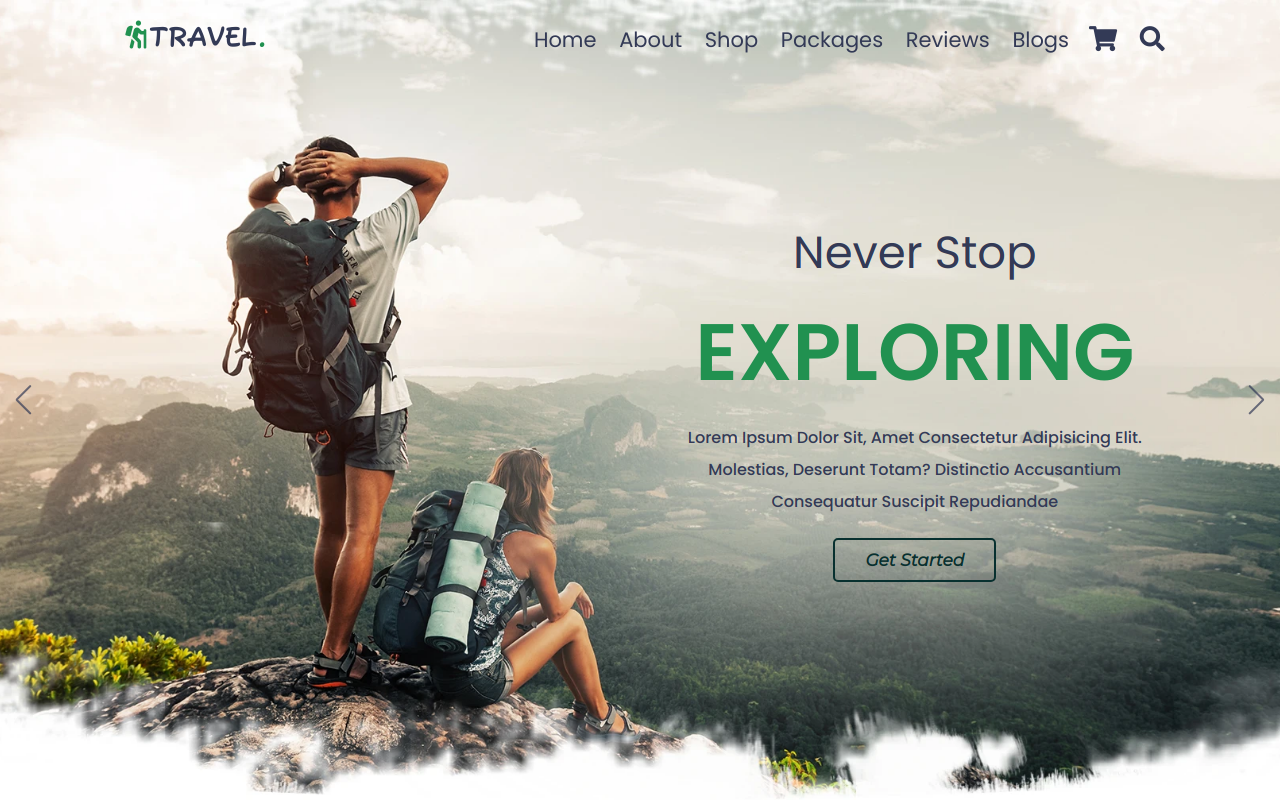 TRAVEL.
Home About Shop Packages Reviews Blogs
Never Stop
EXPLORING
Lorem Ipsum Dolor Sit, Amet Consectetur Adipisicing Elit.
Molestias, Deserunt Totam? Distinctio Accusantium
Consequatur Suscipit Repudiandae
Get Started